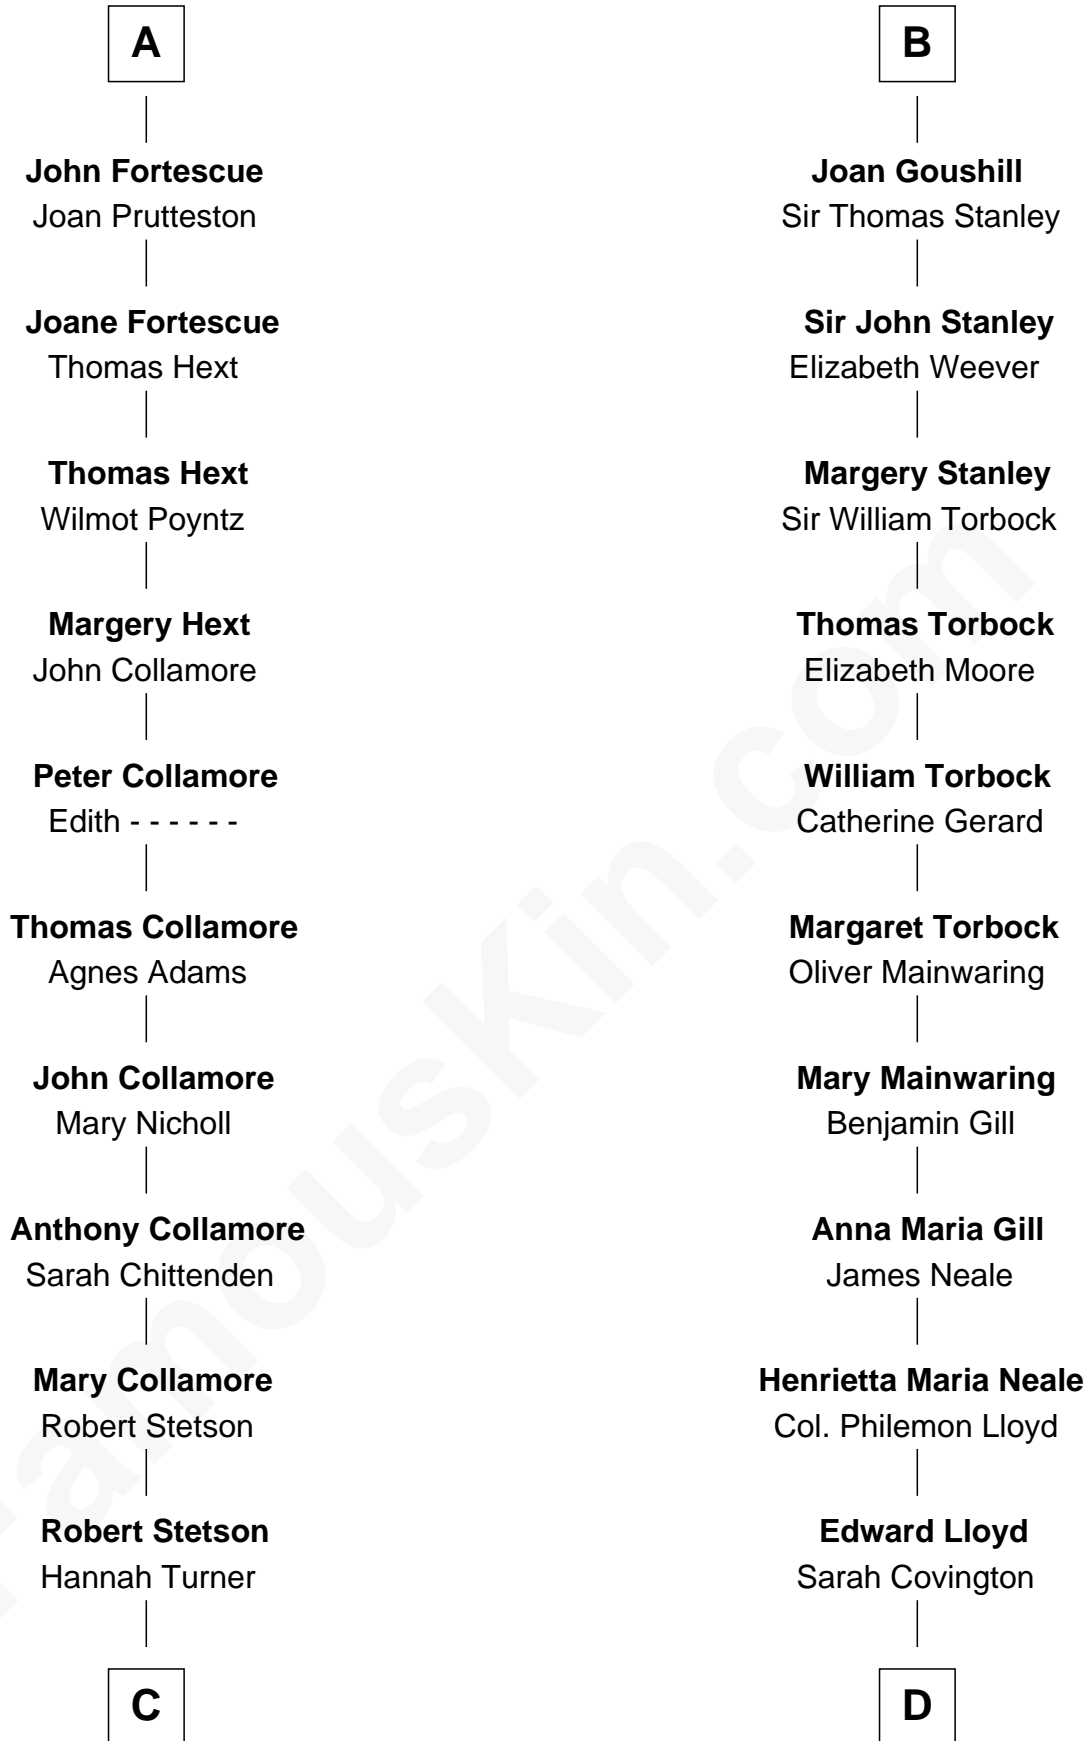 A
John Fortescue
Joan Prutteston
Joane Fortescue
Thomas Hext
Thomas Hext
Wilmot Poyntz
Margery Hext
John Collamore
Peter Collamore
Edith - - - - - -
Thomas Collamore
Agnes Adams
John Collamore
Mary Nicholl
Anthony Collamore
Sarah Chittenden
Mary Collamore
Robert Stetson
Robert Stetson
Hannah Turner
C
B
Joan Goushill
Sir Thomas Stanley
Sir John Stanley
Elizabeth Weever
Margery Stanley
Sir William Torbock
Thomas Torbock
Elizabeth Moore
William Torbock
Catherine Gerard
Margaret Torbock
Oliver Mainwaring
Mary Mainwaring
Benjamin Gill
Anna Maria Gill
James Neale
Henrietta Maria Neale
Col. Philemon Lloyd
Edward Lloyd
Sarah Covington
D
FamousKin.com